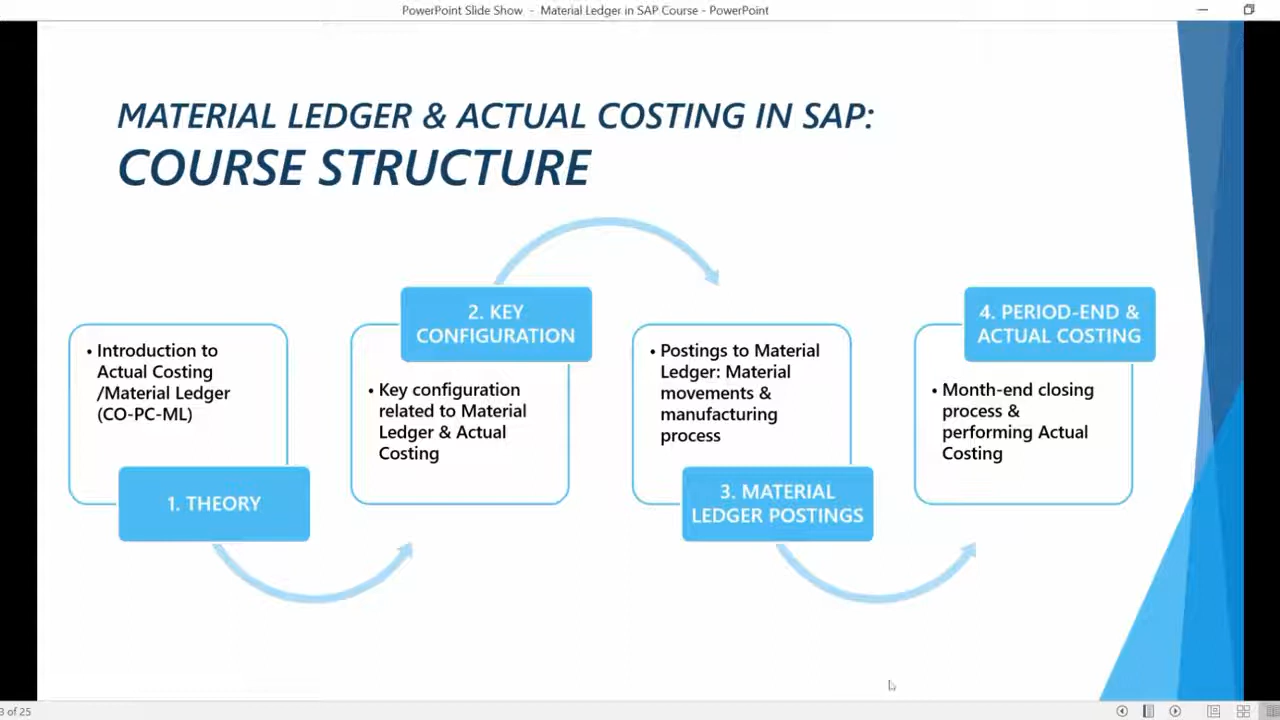 PowerPoint Slide Show - Material Ledger in SAP Course - PowerPoint
MATERIAL LEDGER & ACTUAL COSTING IN SAP:
COURSE STRUCTURE
• Introduction to
Actual Costing
/Material Ledger
(CO-PC-ML)
1. THEORY
2. KEY
CONFIGURATION
• Key configuration
related to Material
Ledger & Actual
Costing
• Postings to Material
Ledger: Material
movements &
manufacturing
process
3. MATERIAL
LEDGER POSTINGS
4. PERIOD-END &
ACTUAL COSTING
• Month-end closing
process &
performing Actual
Costing
3 of 25